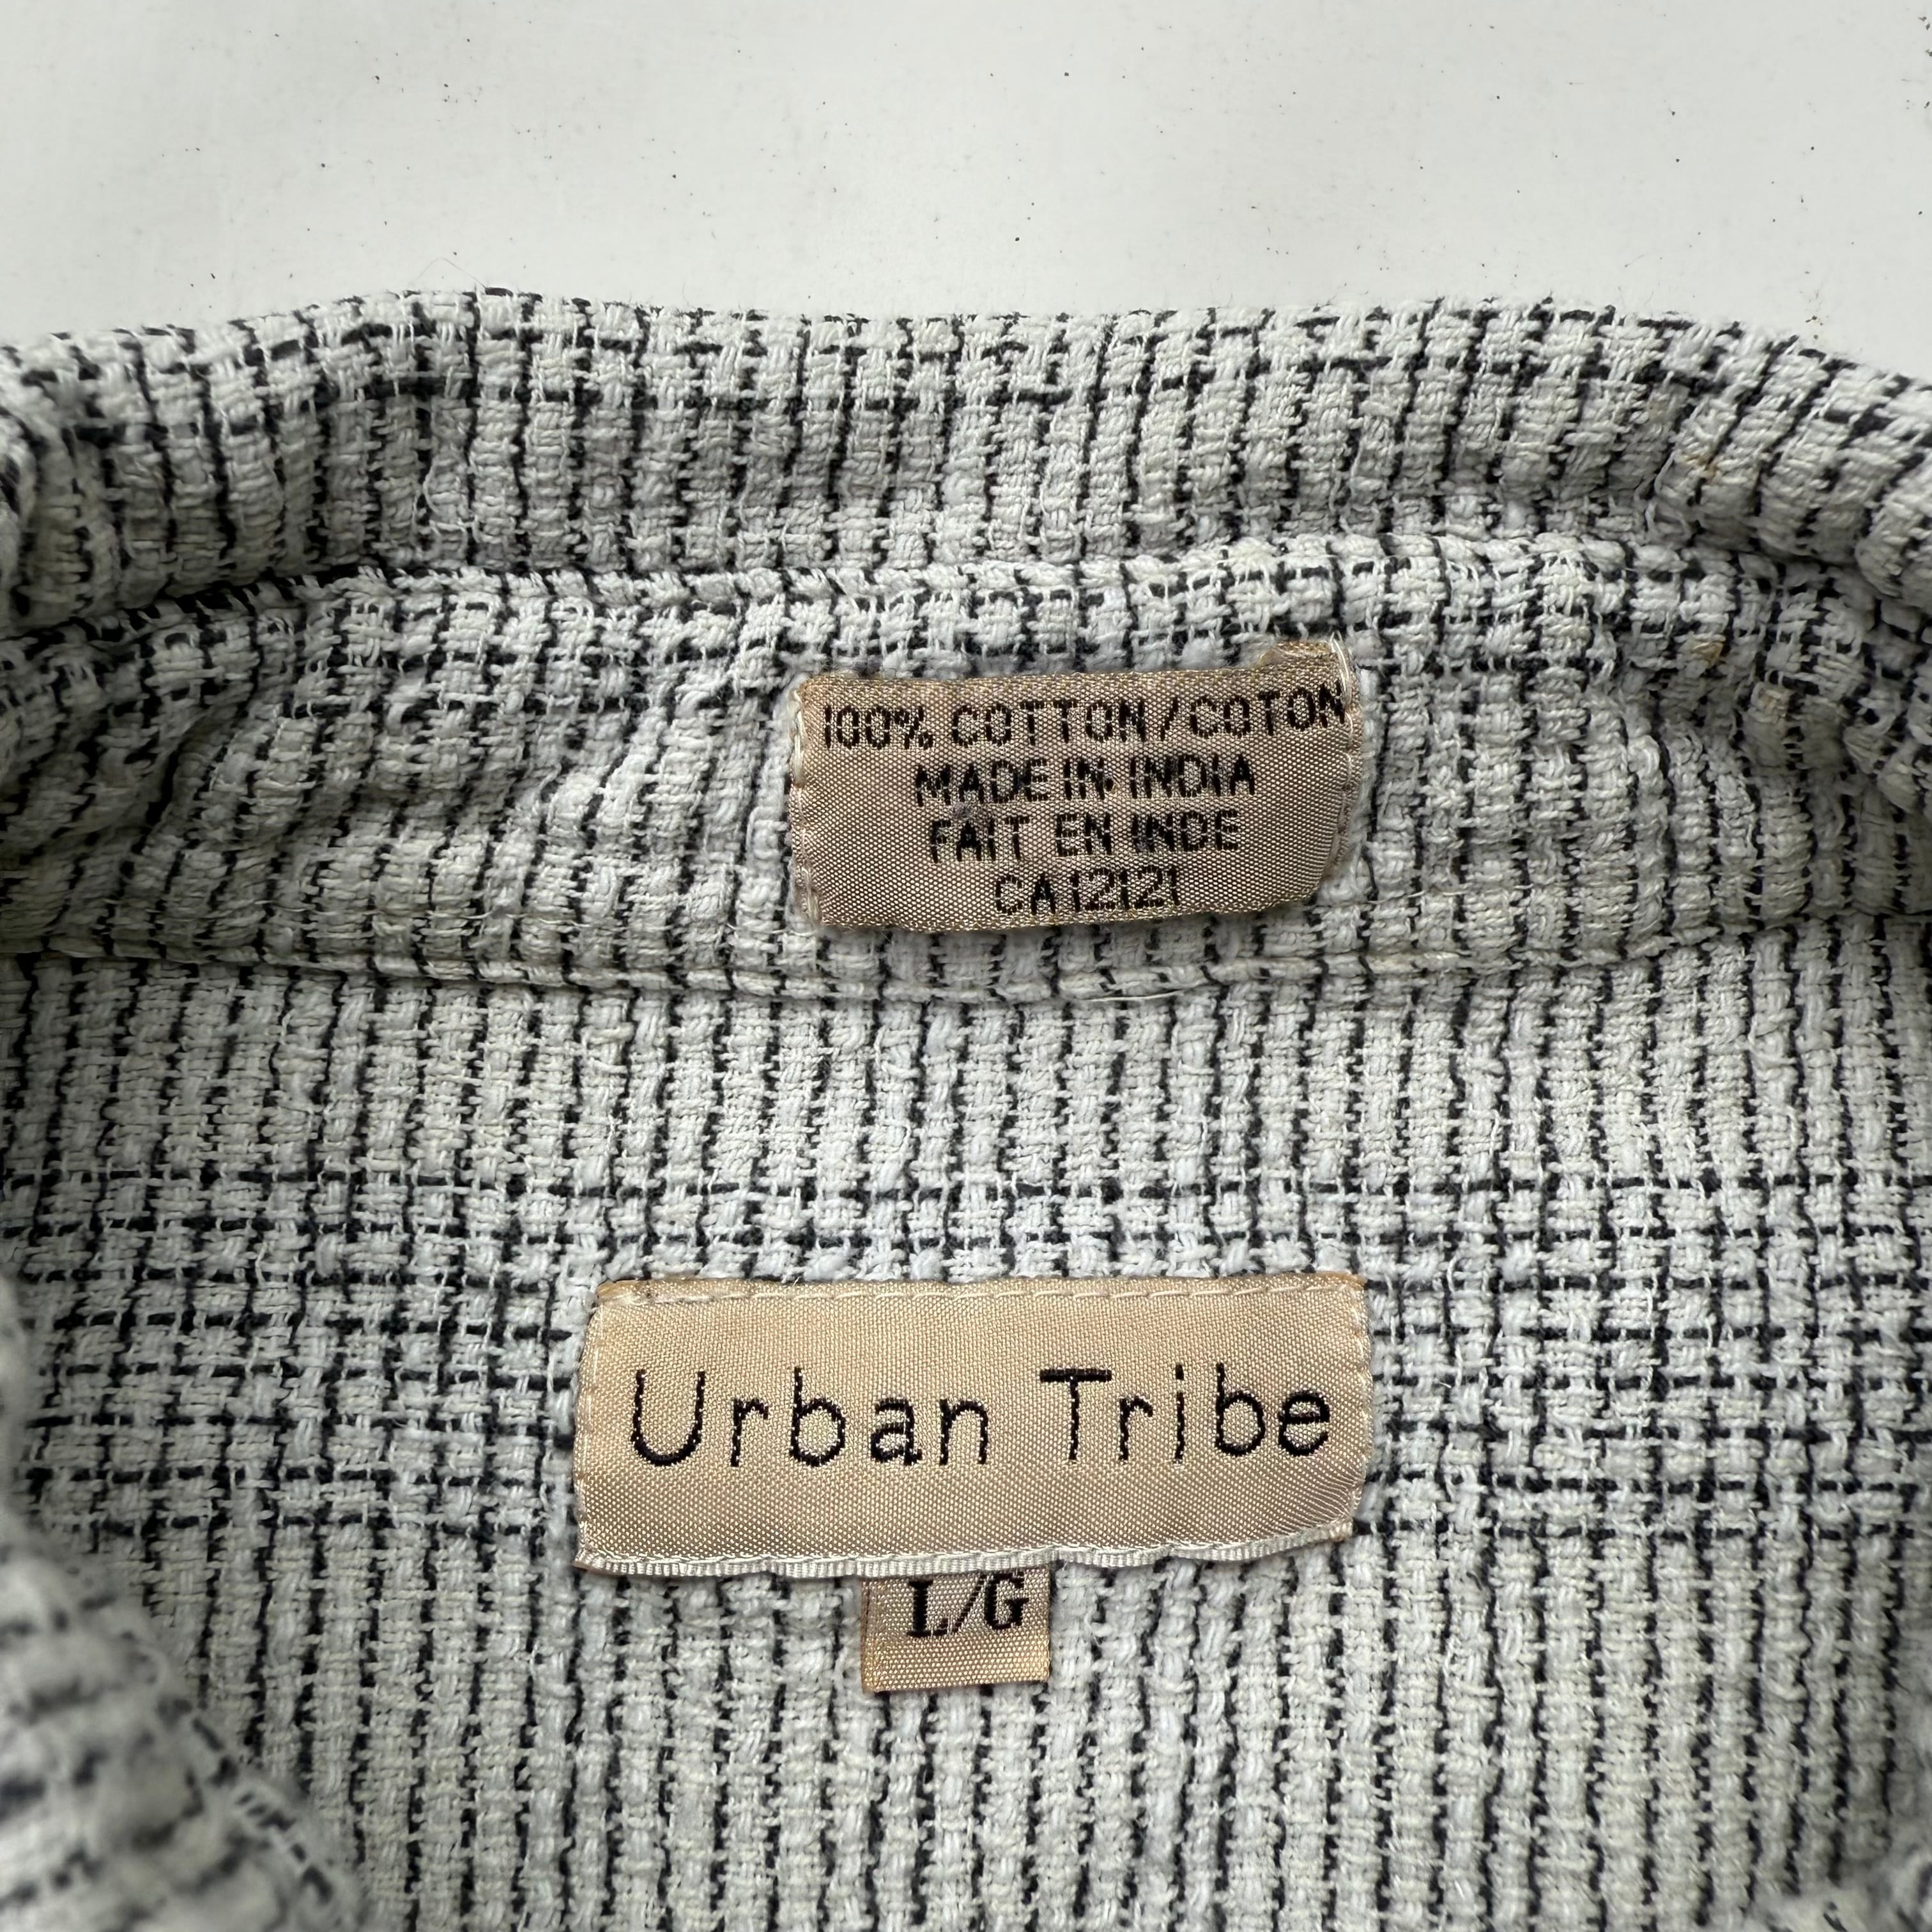 100% COTTON/COTON
MADE IN INDIA
FAIT EN INDE
CA12121
Urban Tribe
L/G